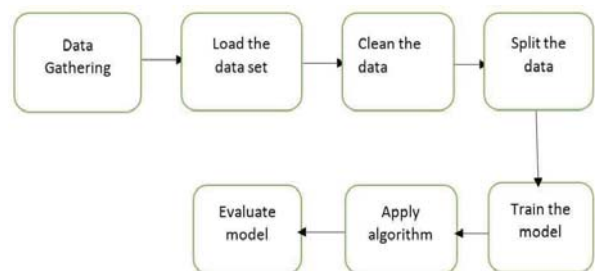 Data
Gathering
Load the
data set
Clean the
data
Split the
data
Train the
model
Apply
algorithm
Evaluate
model